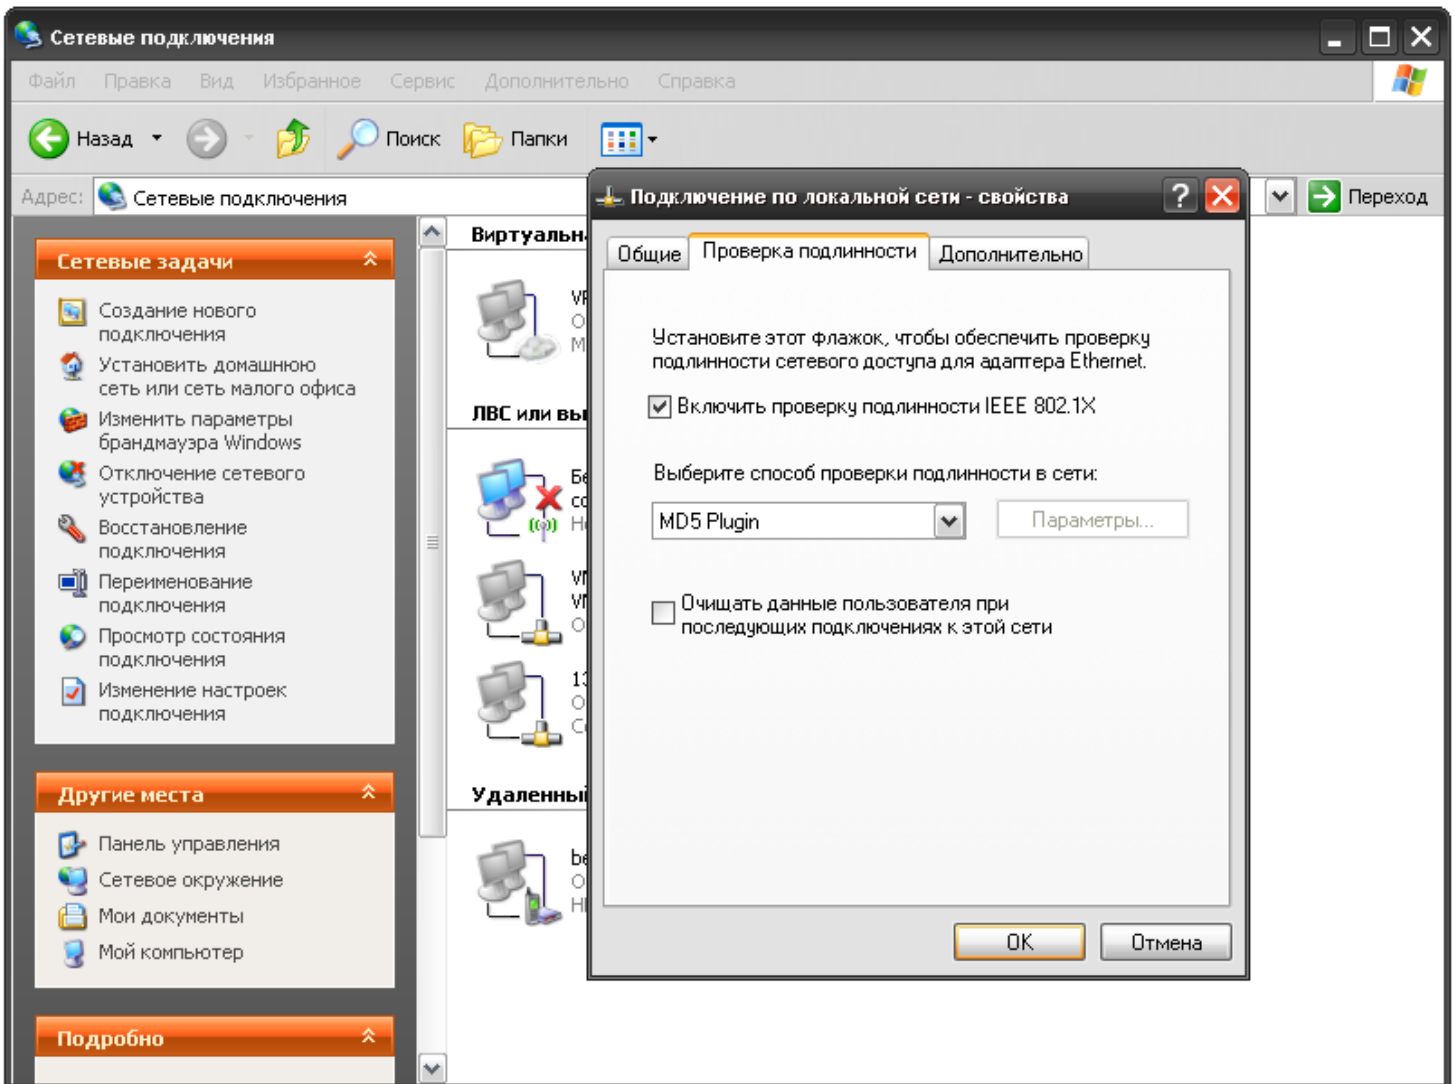 Сетевые подключения
Файл Правка Вид Избранное Сервис Дополнительно Справка
Назад Поиск Папки
Адрес: Сетевые подключения Переход
Сетевые задачи
Создание нового
подключения
Установить домашнюю
сеть или сеть малого офиса
Изменить параметры
брандмауэра Windows
Отключение сетевого
устройства
Восстановление
подключения
Переименование
подключения
Просмотр состояния
подключения
Изменение настроек
подключения
Другие места
Панель управления
Сетевое окружение
Мои документы
Мой компьютер
Подробно
ЛВС или
Подключение по локальной сети - свойства
Общие Проверка подлинности Дополнительно
Установите этот флажок, чтобы обеспечить проверку
подлинности сетевого доступа для адаптера Ethernet.
Включить проверку подлинности IEEE 802.1X
Выберите способ проверки подлинности в сети:
MD5 Plugin Параметры...
Очищать данные пользователя при
последующих подключениях к этой сети
OK Отмена